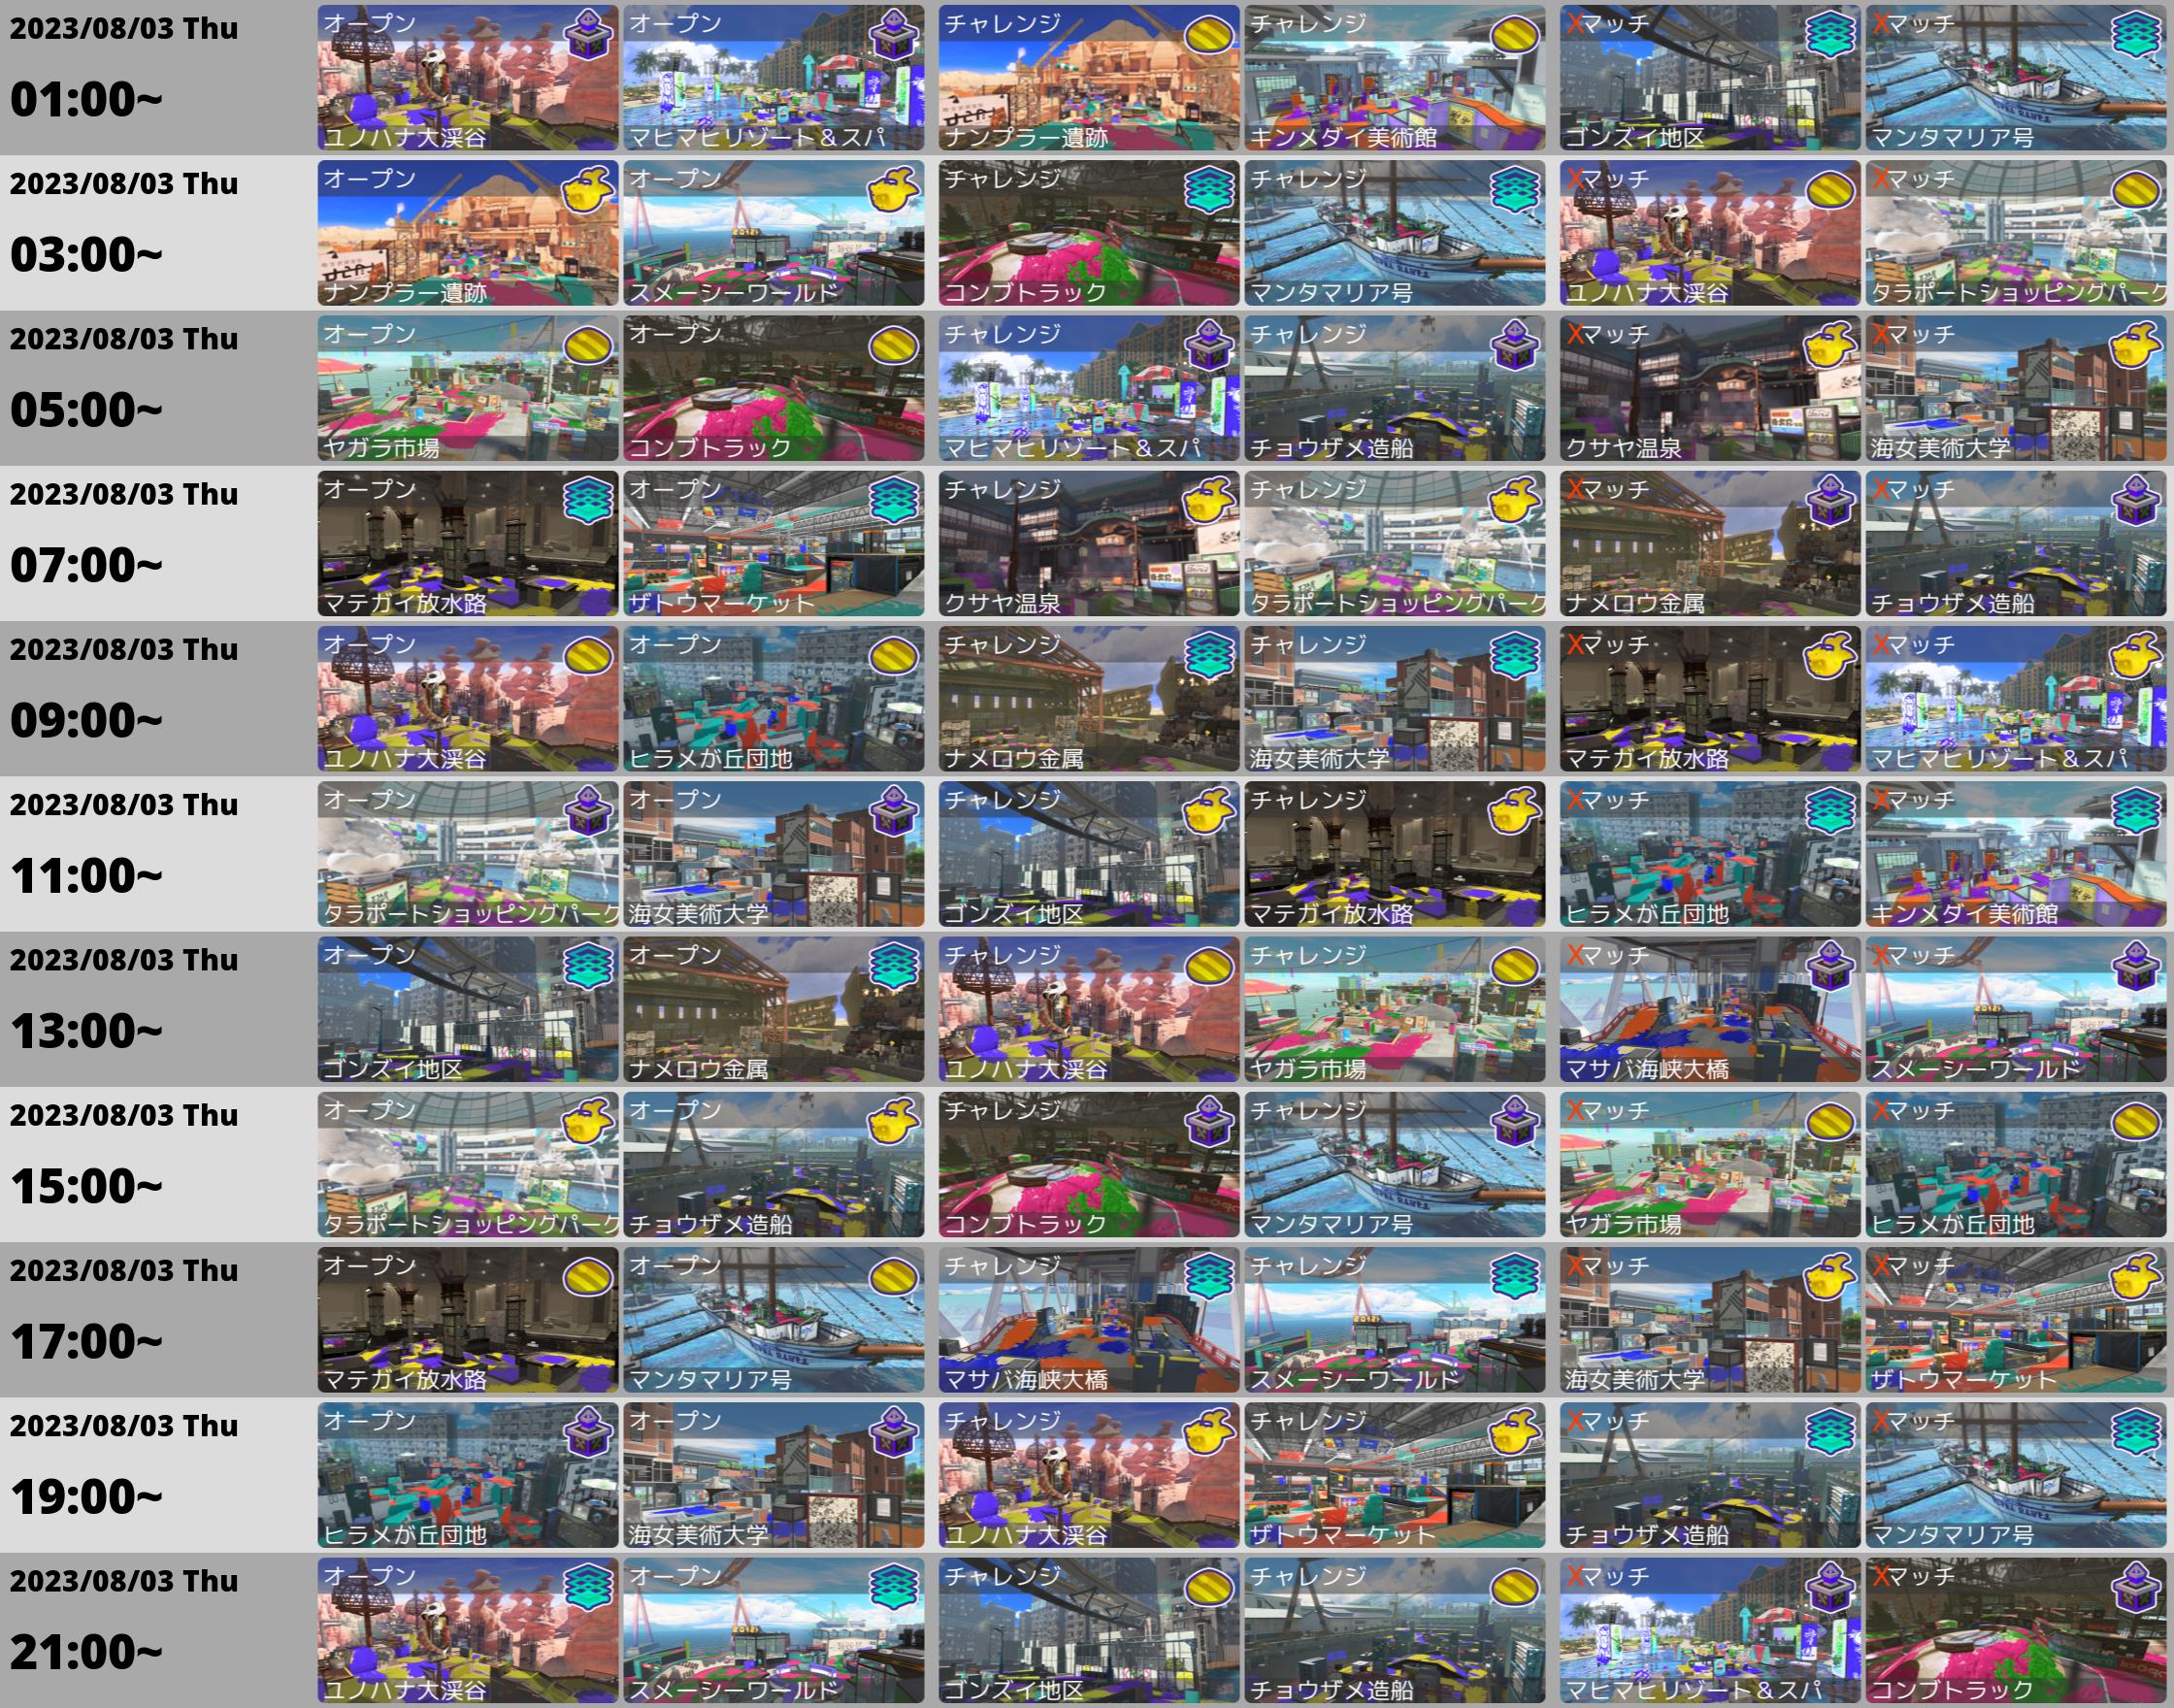 2023/08/03 Thu
01:00~
オープン
ユノハナ大渓谷
オープン
マヒマヒリゾート＆スパ
チャレンジ
ナンプラー遺跡
チャレンジ
キンメダイ美術館
Xマッチ
ゴンズイ地区
Xマッチ
マンタマリア号
2023/08/03 Thu
03:00~
オープン
ナンプラー遺跡
オープン
スメーシーワールド
チャレンジ
コンブトラック
チャレンジ
マンタマリア号
Xマッチ
ユノハナ大渓谷
Xマッチ
タラポートショッピングパーク
2023/08/03 Thu
05:00~
オープン
ヤガラ市場
オープン
コンブトラック
チャレンジ
マヒマヒリゾート＆スパ
チャレンジ
チョウザメ造船
Xマッチ
クサヤ温泉
Xマッチ
海女美術大学
2023/08/03 Thu
07:00~
オープン
マテガイ放水路
オープン
ザトウマーケット
チャレンジ
クサヤ温泉
チャレンジ
タラポートショッピングパーク
Xマッチ
ナメロウ金属
Xマッチ
チョウザメ造船
2023/08/03 Thu
09:00~
オープン
ユノハナ大渓谷
オープン
ヒラメが丘団地
チャレンジ
ナメロウ金属
チャレンジ
海女美術大学
Xマッチ
マテガイ放水路
Xマッチ
マヒマヒリゾート＆スパ
2023/08/03 Thu
11:00~
オープン
タラポートショッピングパーク
オープン
海女美術大学
チャレンジ
ゴンズイ地区
チャレンジ
マテガイ放水路
Xマッチ
ヒラメが丘団地
Xマッチ
キンメダイ美術館
2023/08/03 Thu
13:00~
オープン
ゴンズイ地区
オープン
ナメロウ金属
チャレンジ
ユノハナ大渓谷
チャレンジ
ヤガラ市場
Xマッチ
マサバ海峡大橋
Xマッチ
スメーシーワールド
2023/08/03 Thu
15:00~
オープン
タラポートショッピングパーク
オープン
チョウザメ造船
チャレンジ
コンブトラック
チャレンジ
マンタマリア号
Xマッチ
ヤガラ市場
Xマッチ
ヒラメが丘団地
2023/08/03 Thu
17:00~
オープン
マテガイ放水路
オープン
マンタマリア号
チャレンジ
マサバ海峡大橋
チャレンジ
スメーシーワールド
Xマッチ
海女美術大学
Xマッチ
ザトウマーケット
2023/08/03 Thu
19:00~
オープン
ヒラメが丘団地
オープン
海女美術大学
チャレンジ
ユノハナ大渓谷
チャレンジ
ザトウマーケット
Xマッチ
チョウザメ造船
Xマッチ
マンタマリア号
2023/08/03 Thu
21:00~
オープン
ユノハナ大渓谷
オープン
スメーシーワールド
チャレンジ
ゴンズイ地区
チャレンジ
チョウザメ造船
Xマッチ
マヒマヒリゾート＆スパ
Xマッチ
コンブトラック